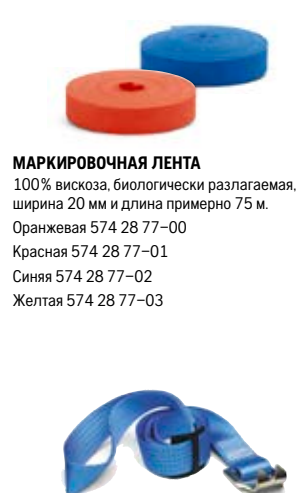 МАРКИРОВОЧНАЯ ЛЕНТА
100% вискоза, биологически разлагаемая,
ширина 20 мм и длина примерно 75 м.
Оранжевая 574 28 77–00
Красная 574 28 77–01
Синяя 574 28 77–02
Желтая 574 28 77–03